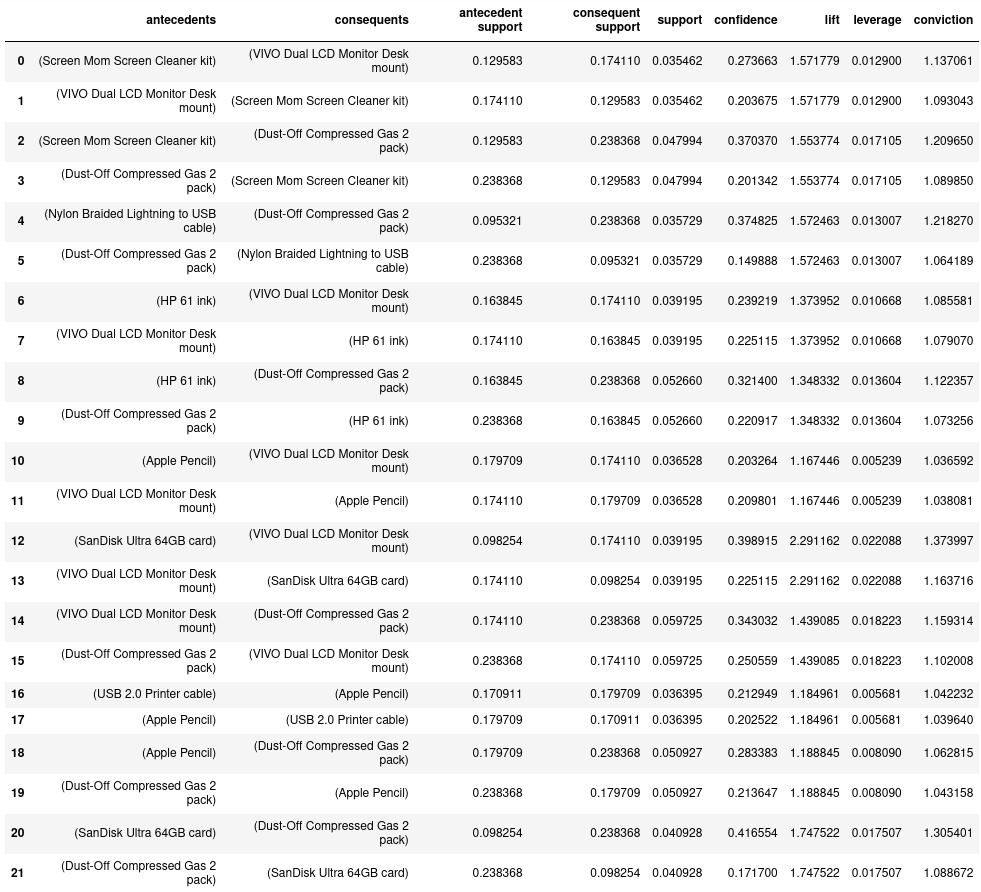 antecedents consequents antecedent support consequent support support confidence lift leverage conviction
0 (Screen Mom Screen Cleaner kit) (VIVO Dual LCD Monitor Desk mount) 0.129583 0.174110 0.035462 0.273663 1.571779 0.012900 1.137061
1 (VIVO Dual LCD Monitor Desk mount) (Screen Mom Screen Cleaner kit) 0.174110 0.129583 0.035462 0.203675 1.571779 0.012900 1.093043
2 (Screen Mom Screen Cleaner kit) (Dust-Off Compressed Gas 2 pack) 0.129583 0.238368 0.047994 0.370370 1.553774 0.017105 1.209650
3 (Dust-Off Compressed Gas 2 pack) (Screen Mom Screen Cleaner kit) 0.238368 0.129583 0.047994 0.201342 1.553774 0.017105 1.089850
4 (Nylon Braided Lightning to USB cable) (Dust-Off Compressed Gas 2 pack) 0.095321 0.238368 0.035729 0.374825 1.572463 0.013007 1.218270
5 (Dust-Off Compressed Gas 2 pack) (Nylon Braided Lightning to USB cable) 0.238368 0.095321 0.035729 0.149888 1.572463 0.013007 1.064189
6 (HP 61 ink) (VIVO Dual LCD Monitor Desk mount) 0.163845 0.174110 0.039195 0.239219 1.373952 0.010668 1.085581
7 (VIVO Dual LCD Monitor Desk mount) (HP 61 ink) 0.174110 0.163845 0.039195 0.225115 1.373952 0.010668 1.079070
8 (HP 61 ink) (Dust-Off Compressed Gas 2 pack) 0.163845 0.238368 0.052660 0.321400 1.348332 0.013604 1.122357
9 (Dust-Off Compressed Gas 2 pack) (HP 61 ink) 0.238368 0.163845 0.052660 0.220917 1.348332 0.013604 1.073256
10 (Apple Pencil) (VIVO Dual LCD Monitor Desk mount) 0.179709 0.174110 0.036528 0.203264 1.167446 0.005239 1.036592
11 (VIVO Dual LCD Monitor Desk mount) (Apple Pencil) 0.174110 0.179709 0.036528 0.209801 1.167446 0.005239 1.038081
12 (SanDisk Ultra 64GB card) (VIVO Dual LCD Monitor Desk mount) 0.098254 0.174110 0.039195 0.398915 2.291162 0.022088 1.373997
13 (VIVO Dual LCD Monitor Desk mount) (SanDisk Ultra 64GB card) 0.174110 0.098254 0.039195 0.225115 2.291162 0.022088 1.163716
14 (VIVO Dual LCD Monitor Desk mount) (Dust-Off Compressed Gas 2 pack) 0.174110 0.238368 0.059725 0.343032 1.439085 0.018223 1.159314
15 (Dust-Off Compressed Gas 2 pack) (VIVO Dual LCD Monitor Desk mount) 0.238368 0.174110 0.059725 0.250559 1.439085 0.018223 1.102008
16 (USB 2.0 Printer cable) (Apple Pencil) 0.170911 0.179709 0.036395 0.212949 1.184961 0.005681 1.042232
17 (Apple Pencil) (USB 2.0 Printer cable) 0.179709 0.170911 0.036395 0.202522 1.184961 0.005681 1.039640
18 (Apple Pencil) (Dust-Off Compressed Gas 2 pack) 0.179709 0.238368 0.050927 0.283383 1.188845 0.008090 1.062815
19 (Dust-Off Compressed Gas 2 pack) (Apple Pencil) 0.238368 0.179709 0.050927 0.213647 1.188845 0.008090 1.043158
20 (SanDisk Ultra 64GB card) (Dust-Off Compressed Gas 2 pack) 0.098254 0.238368 0.040928 0.416554 1.747522 0.017507 1.305401
21 (Dust-Off Compressed Gas 2 pack) (SanDisk Ultra 64GB card) 0.238368 0.098254 0.040928 0.171700 1.747522 0.017507 1.088672